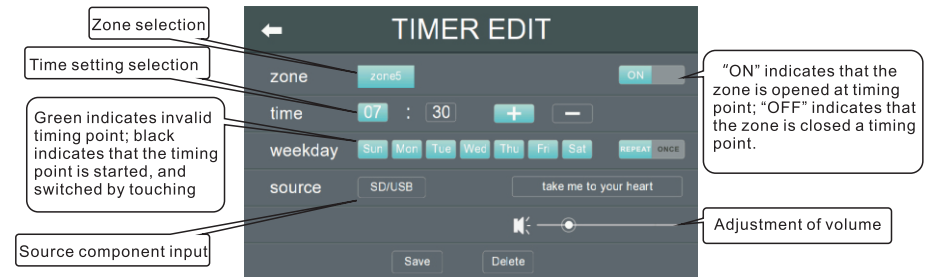 Zone selection
Time setting selection
Green indicates invalid
timing point; black
indicates that the timing
point is started, and
switched by touching
Source component input
TIMER EDIT
zone
zone5
ON
time
07 : 30 + −
weekday
Sun Mon Tue Wed Thu Fri Sat
REPEAT ONCE
source
SD/USB
take me to your heart
Save
Delete
“ON” indicates that the
zone is opened at timing
point; “OFF” indicates that
the zone is closed a timing
point.
Adjustment of volume